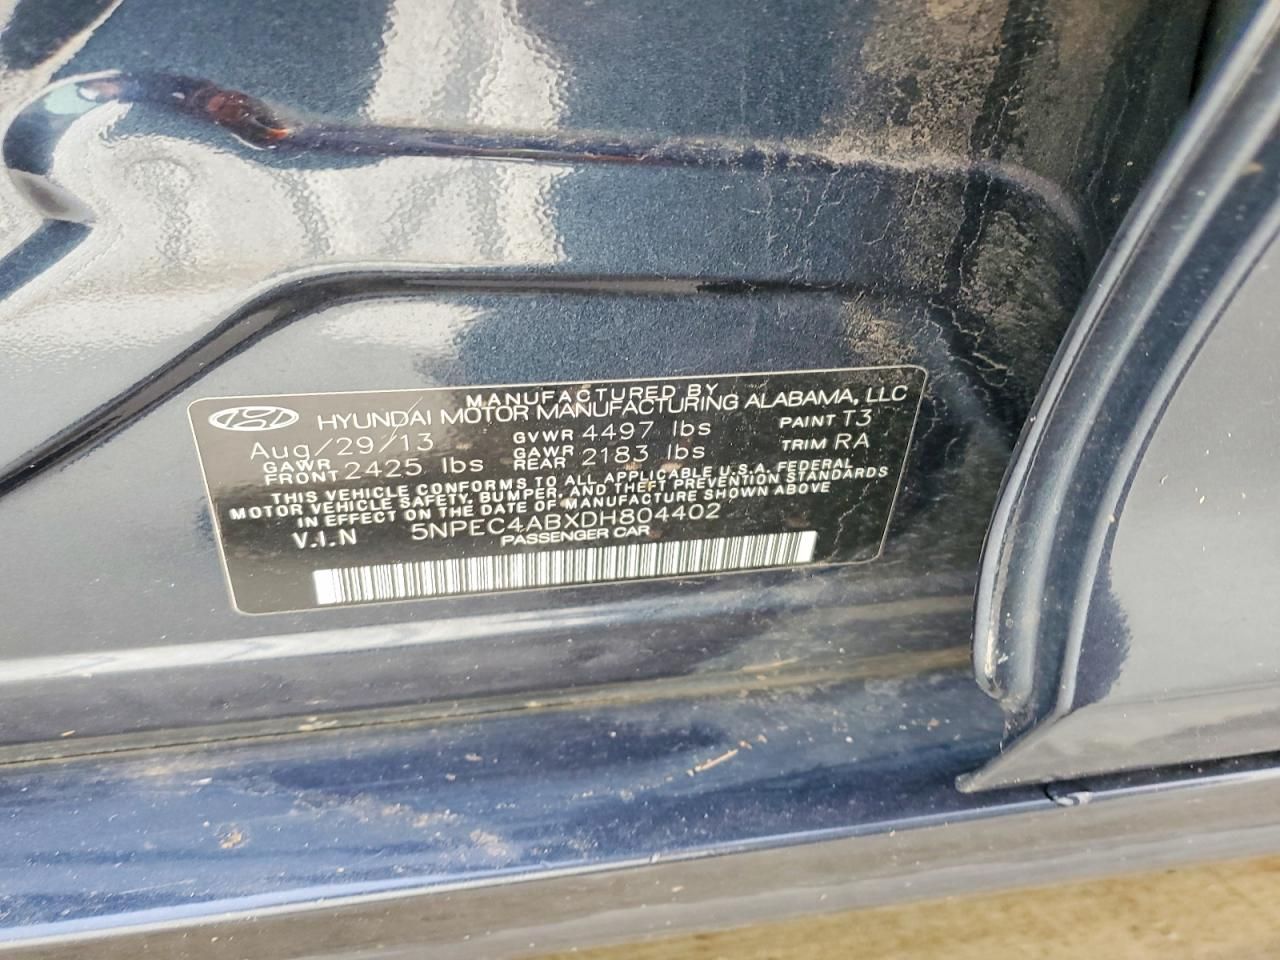 MANUFACTURED BY
HYUNDAI MOTOR MANUFACTURING ALABAMA, LLC
Aug/29/13 GVWR 4497 lbs PAINT T3
GAWR FRONT 2425 lbs GAWR REAR 2183 lbs TRIM RA
THIS VEHICLE CONFORMS TO ALL APPLICABLE U.S.A. FEDERAL
MOTOR VEHICLE SAFETY, BUMPER, AND THEFT PREVENTION STANDARDS
IN EFFECT ON THE DATE OF MANUFACTURE SHOWN ABOVE
V.I.N 5NPEC4ABXDH804402
PASSENGER CAR